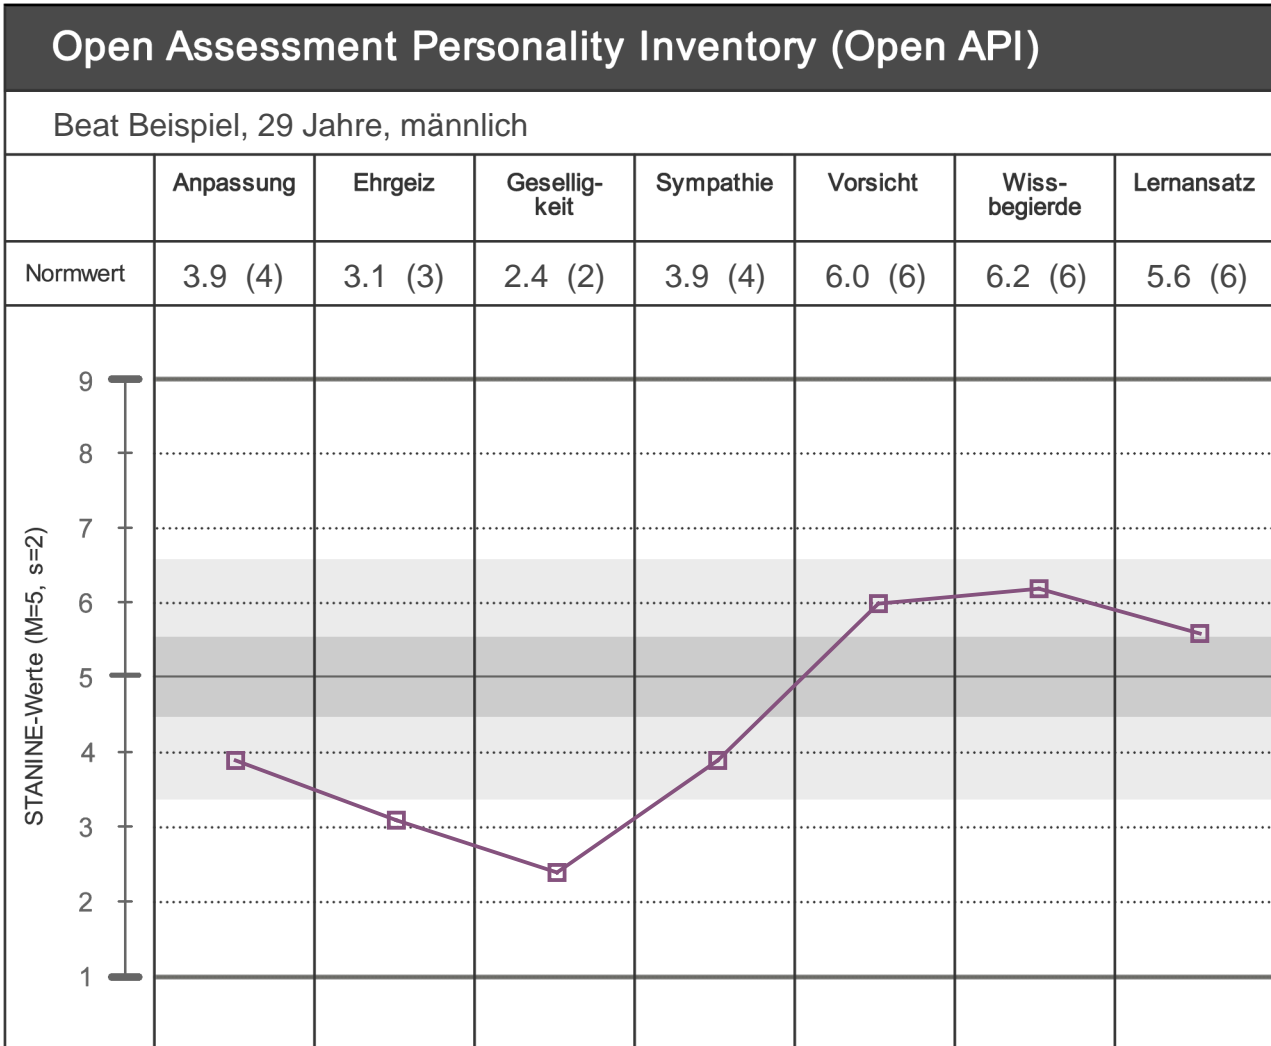 Open Assessment Personality Inventory (Open API)
Beat Beispiel, 29 Jahre, männlich
Anpassung Ehrgeiz Gesellig- Sympathie Vorsicht Wiss- Lernansatz
keit begierde
Normwert 3.9 (4) 3.1 (3) 2.4 (2) 3.9 (4) 6.0 (6) 6.2 (6) 5.6 (6)
STANINE-Werte (M=5, s=2)
9
8
7
6
5
4
3
2
1